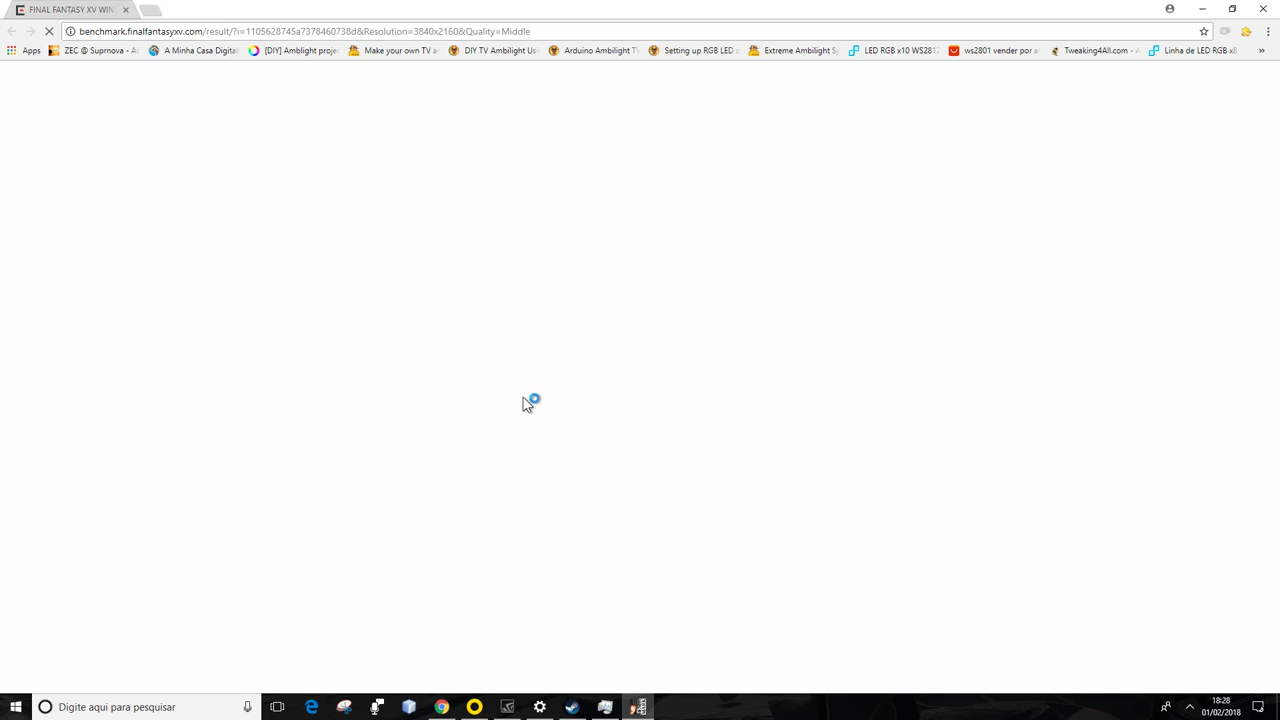 FINAL FANTASY XV WIN
benchmark.finalfantasyxv.com/result/?i=1105628745a7378460738d&Resolution=3840x2160&Quality=Middle
Apps ZEC @ Suprnova - A A Minha Casa Digita [DIY] Amblight proje Make your own TV a DIY TV Ambilight Us Arduino Ambilight T Setting up RGB LED o Extreme Ambilight Sy LED RGB x10 WS281 ws2801 vender por a Tweaking4All.com - A Linha de LED RGB x8 »
Digite aqui para pesquisar
18:28
01/02/2018